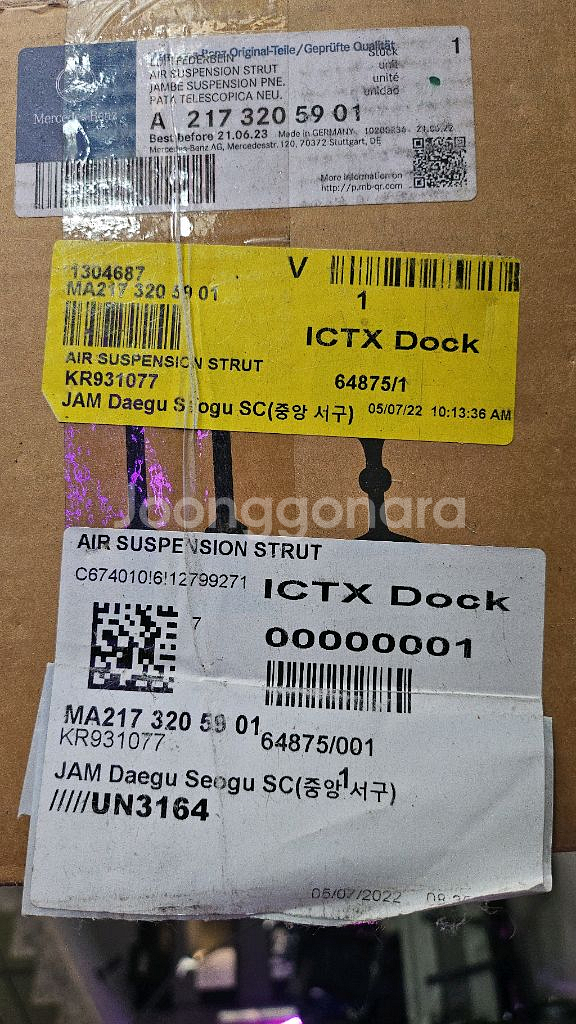 Mercedes-Benz Original-Teile/Geprüfte Qualität
LUFTFEDERBEIN
AIR SUSPENSION STRUT
JAMBE SUSPENSION PNE.
PATA TELESCOPICA NEU.
Stück
unit
unité
unidad
1
Mercedes-Benz
A 217 320 59 01
Best before 21.06.23 Made in GERMANY 21.06.22
Mercedes-Benz AG, Mercedesstr. 120, 70372 Stuttgart, DE
More information on
http://p.mb-qr.com
1304687
V
MA217 320 59 01
1
ICTX Dock
AIR SUSPENSION STRUT
KR931077
64875/1
JAM Daegu Seogu SC(중앙 서구) 05/07/22 10:13:36 AM
Joonggonara
AIR SUSPENSION STRUT
C674010!6!12799271
ICTX Dock
7
00000001
MA217 320 59 01
KR931077
64875/001
JAM Daegu Seogu SC(중앙 서구)
1
/////UN3164
05/07/2022